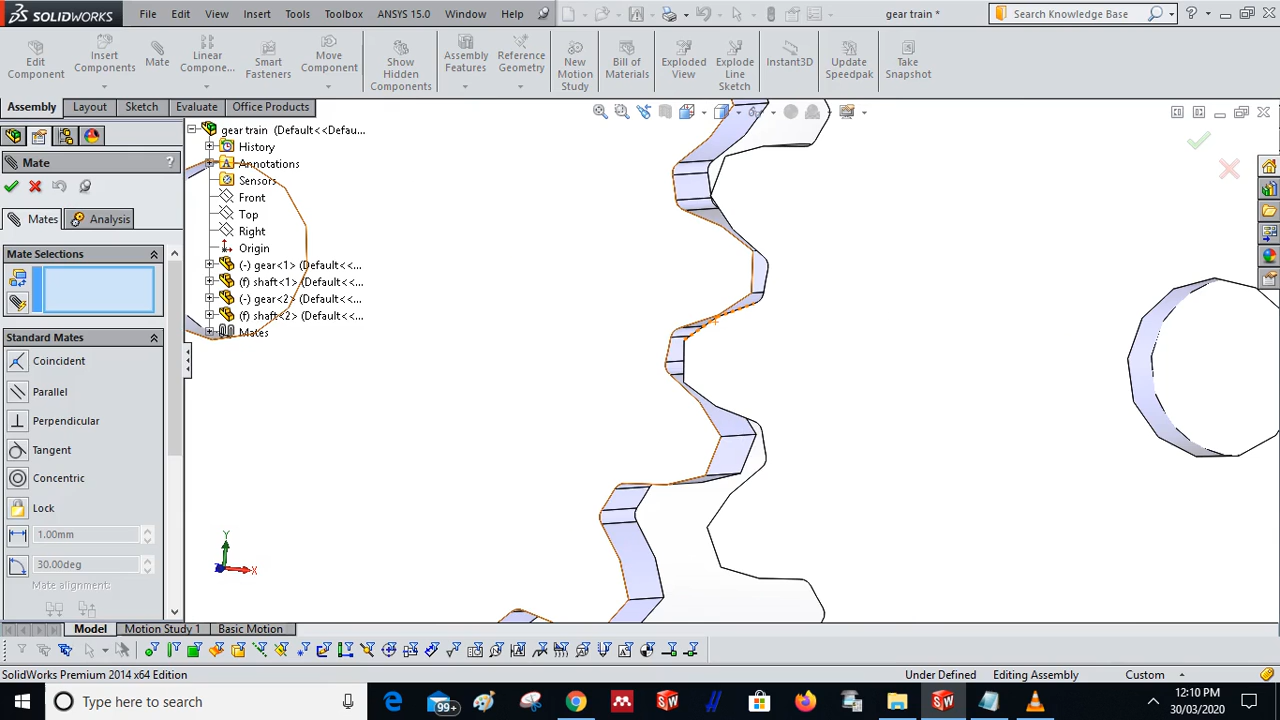 SOLIDWORKS File Edit View Insert Tools Toolbox ANSYS 15.0 Window Help gear train * Search Knowledge Base ?
Edit Component
Insert Components
Mate
Linear Compone...
Smart Fasteners
Move Component
Show Hidden Components
Assembly Features
Reference Geometry
New Motion Study
Bill of Materials
Exploded View
Explode Line Sketch
Instant3D
Update Speedpak
Take Snapshot
Assembly Layout Sketch Evaluate Office Products
gear train (Default<<Defau...
History
Annotations
Sensors
Front
Top
Right
Origin
(-) gear<1> (Default<<...
(f) shaft<1> (Default<<...
(-) gear<2> (Default<<...
(f) shaft<2> (Default<<...
Mates
Mate ?
Mates Analysis
Mate Selections
Standard Mates
Coincident
Parallel
Perpendicular
Tangent
Concentric
Lock
1.00mm
30.00deg
Mate alignment:
Y
X
Model Motion Study 1 Basic Motion
SolidWorks Premium 2014 x64 Edition Under Defined Editing Assembly Custom
Type here to search
99+
12:10 PM
30/03/2020